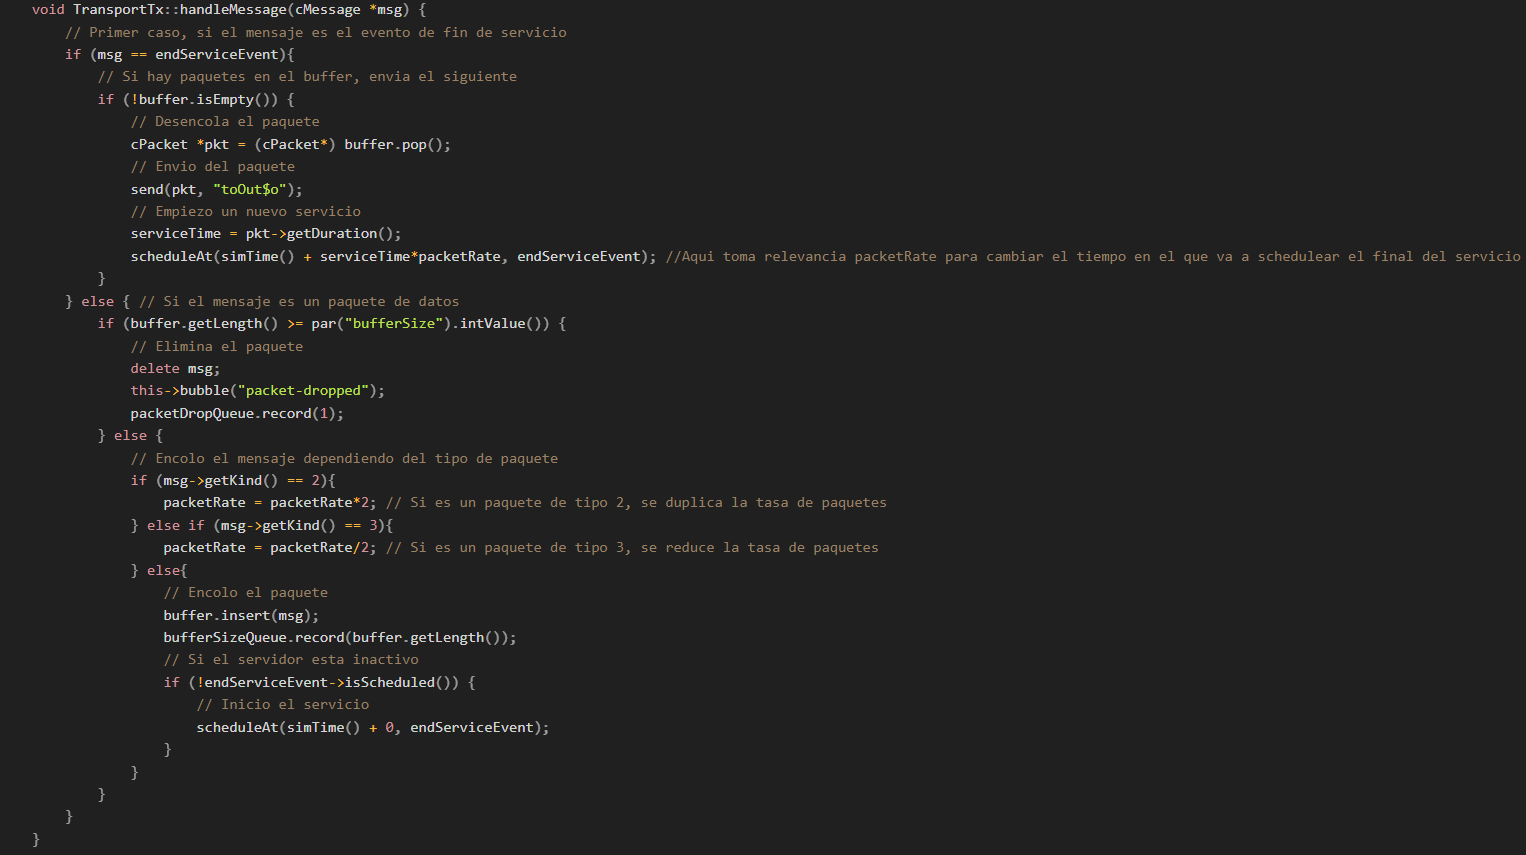 void TransportTx::handleMessage(cMessage *msg) {
    // Primer caso, si el mensaje es el evento de fin de servicio
    if (msg == endServiceEvent){
        // Si hay paquetes en el buffer, envia el siguiente
        if (!buffer.isEmpty()) {
            // Desencola el paquete
            cPacket *pkt = (cPacket*) buffer.pop();
            // Envio del paquete
            send(pkt, "toOut$o");
            // Empiezo un nuevo servicio
            serviceTime = pkt->getDuration();
            scheduleAt(simTime() + serviceTime*packetRate, endServiceEvent); //Aqui toma relevancia packetRate para cambiar el tiempo en el que va a schedulear el final del servicio
        }
    } else { // Si el mensaje es un paquete de datos
        if (buffer.getLength() >= par("bufferSize").intValue()) {
            // Elimina el paquete
            delete msg;
            this->bubble("packet-dropped");
            packetDropQueue.record(1);
        } else {
            // Encolo el mensaje dependiendo del tipo de paquete
            if (msg->getKind() == 2){
                packetRate = packetRate*2; // Si es un paquete de tipo 2, se duplica la tasa de paquetes
            } else if (msg->getKind() == 3){
                packetRate = packetRate/2; // Si es un paquete de tipo 3, se reduce la tasa de paquetes
            } else{
                // Encolo el paquete
                buffer.insert(msg);
                bufferSizeQueue.record(buffer.getLength());
                // Si el servidor esta inactivo
                if (!endServiceEvent->isScheduled()) {
                    // Inicio el servicio
                    scheduleAt(simTime() + 0, endServiceEvent);
                }
            }
        }
    }
}